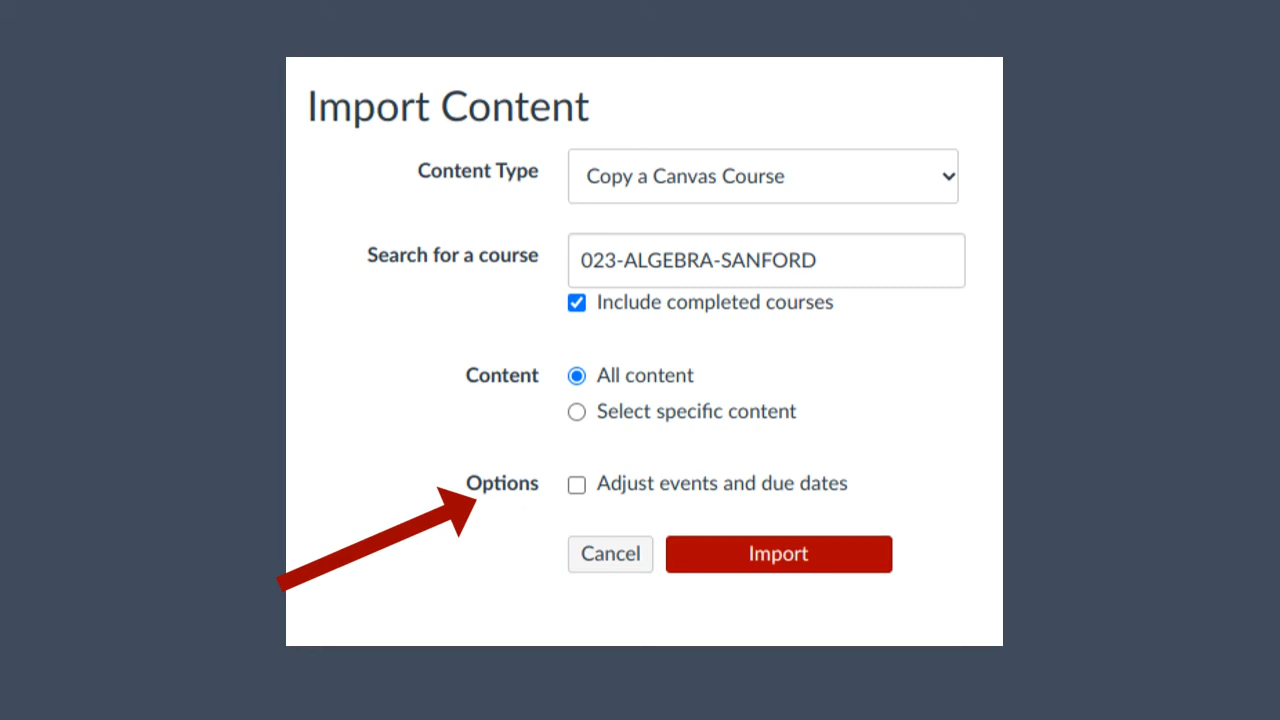 Import Content
Content Type
Copy a Canvas Course
Search for a course
023-ALGEBRA-SANFORD
Include completed courses
Content
All content
Select specific content
Options
Adjust events and due dates
Cancel
Import